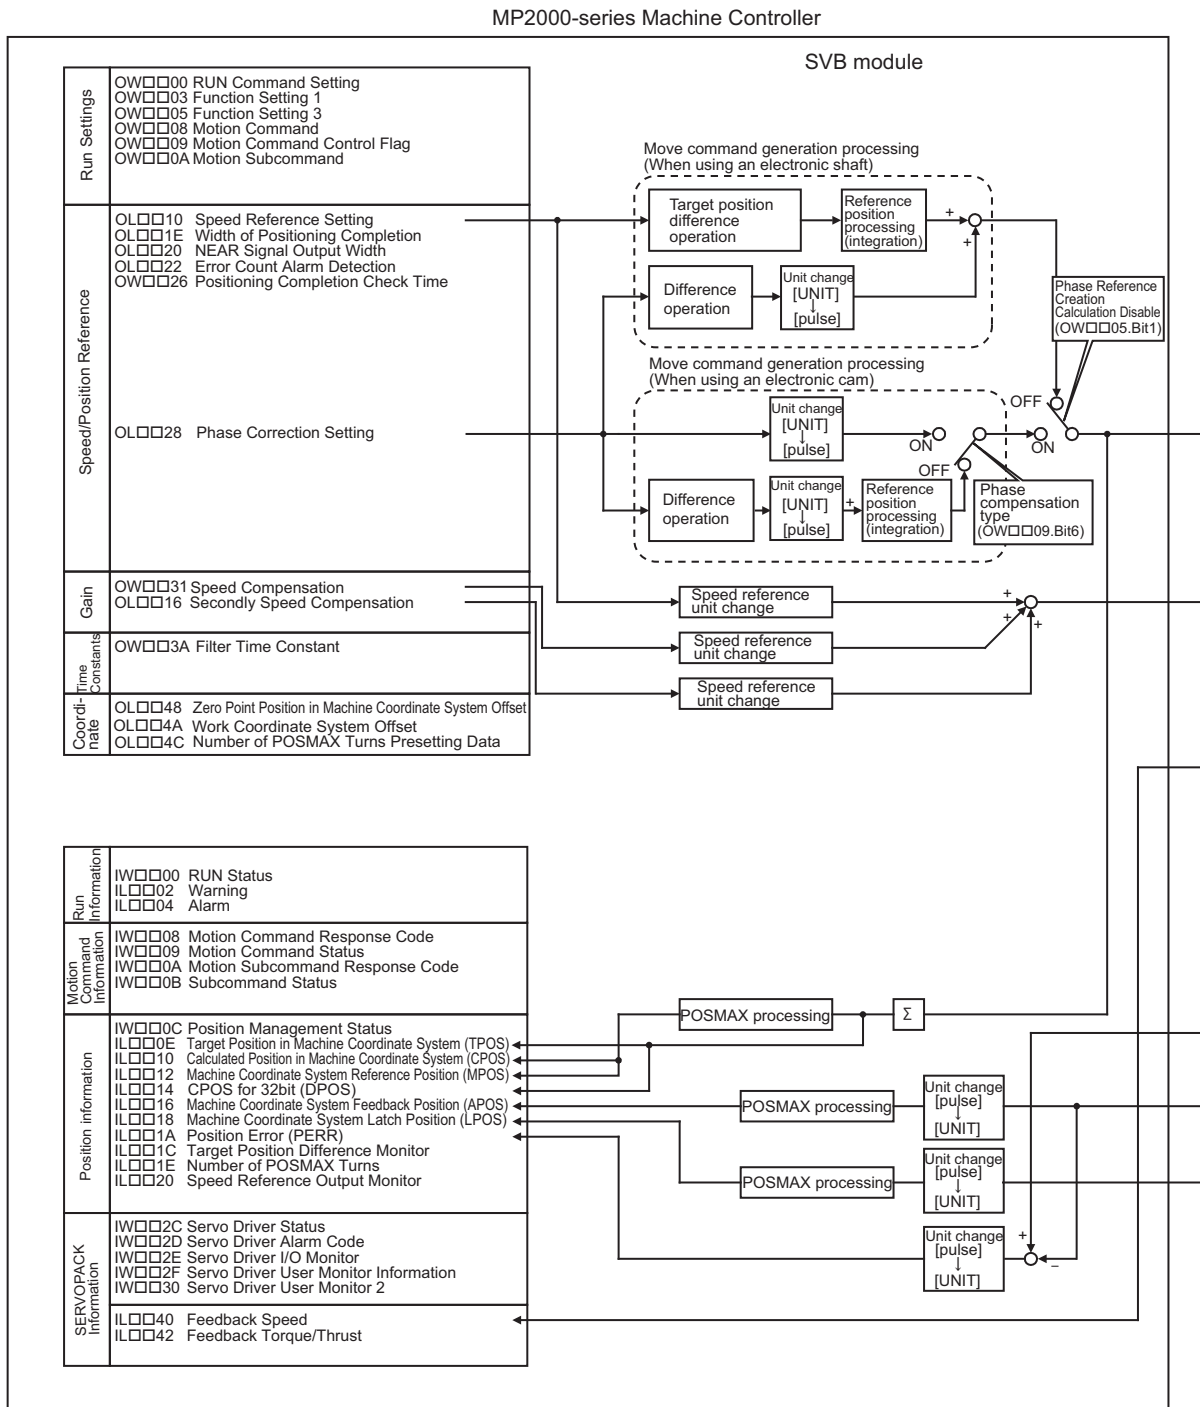 MP2000-series Machine Controller
SVB module
Run Settings
OW□□00 RUN Command Setting
OW□□03 Function Setting 1
OW□□05 Function Setting 3
OW□□08 Motion Command
OW□□09 Motion Command Control Flag
OW□□0A Motion Subcommand
Speed/Position Reference
OL□□10 Speed Reference Setting
OL□□1E Width of Positioning Completion
OL□□20 NEAR Signal Output Width
OL□□22 Error Count Alarm Detection
OW□□26 Positioning Completion Check Time
OL□□28 Phase Correction Setting
Gain
OW□□31 Speed Compensation
OL□□16 Secondly Speed Compensation
Time
Constants
OW□□3A Filter Time Constant
Coordi-
nate
OL□□48 Zero Point Position in Machine Coordinate System Offset
OL□□4A Work Coordinate System Offset
OL□□4C Number of POSMAX Turns Presetting Data
Move command generation processing
(When using an electronic shaft)
Target position
difference
operation
Reference
position
processing
(integration)
+
+
Difference
operation
Unit change
[UNIT]
↓
[pulse]
Phase Reference
Creation
Calculation Disable
(OW□□05.Bit1)
Move command generation processing
(When using an electronic cam)
Unit change
[UNIT]
↓
[pulse]
ON
OFF
ON
OFF
Difference
operation
Unit change
[UNIT]
↓
[pulse]
+
Reference
position
processing
(integration)
Phase
compensation
type
(OW□□09.Bit6)
Speed reference
unit change
+
+
+
Speed reference
unit change
Speed reference
unit change
Run
Information
IW□□00 RUN Status
IL□□02 Warning
IL□□04 Alarm
Motion
Command
Information
IW□□08 Motion Command Response Code
IW□□09 Motion Command Status
IW□□0A Motion Subcommand Response Code
IW□□0B Subcommand Status
Position information
IW□□0C Position Management Status
IL□□0E Target Position in Machine Coordinate System (TPOS)
IL□□10 Calculated Position in Machine Coordinate System (CPOS)
IL□□12 Machine Coordinate System Reference Position (MPOS)
IL□□14 CPOS for 32bit (DPOS)
IL□□16 Machine Coordinate System Feedback Position (APOS)
IL□□18 Machine Coordinate System Latch Position (LPOS)
IL□□1A Position Error (PERR)
IL□□1C Target Position Difference Monitor
IL□□1E Number of POSMAX Turns
IL□□20 Speed Reference Output Monitor
SERVOPACK
Information
IW□□2C Servo Driver Status
IW□□2D Servo Driver Alarm Code
IW□□2E Servo Driver I/O Monitor
IW□□2F Servo Driver User Monitor Information
IW□□30 Servo Driver User Monitor 2
IL□□40 Feedback Speed
IL□□42 Feedback Torque/Thrust
POSMAX processing
Σ
POSMAX processing
Unit change
[pulse]
↓
[UNIT]
POSMAX processing
Unit change
[pulse]
↓
[UNIT]
Unit change
[pulse]
↓
[UNIT]
+
−